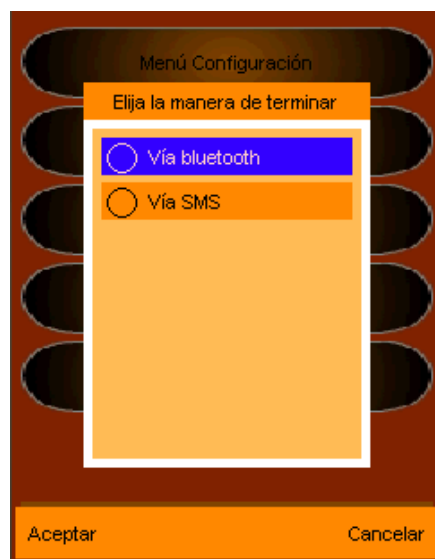 Menú Configuración
Elija la manera de terminar
Vía bluetooth
Vía SMS
Aceptar
Cancelar